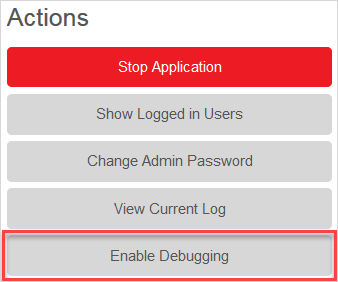 Actions
Stop Application
Show Logged in Users
Change Admin Password
View Current Log
Enable Debugging